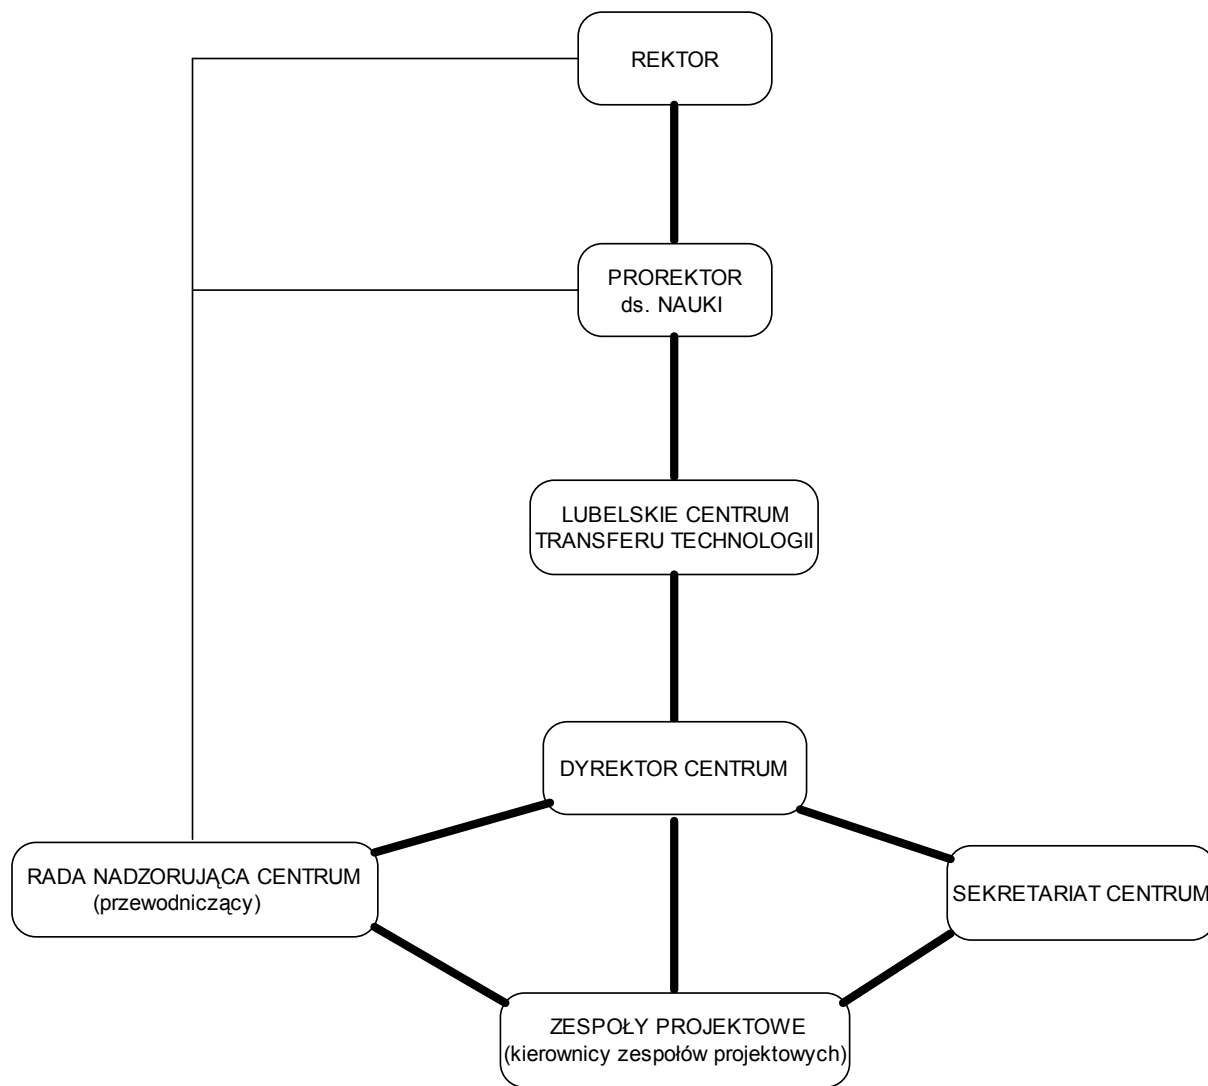 REKTOR
PROREKTOR
ds. NAUKI
LUBELSKIE CENTRUM
TRANSFERU TECHNOLOGII
DYREKTOR CENTRUM
RADA NADZORUJĄCA CENTRUM
(przewodniczący)
SEKRETARIAT CENTRUM
ZESPOŁY PROJEKTOWE
(kierownicy zespołów projektowych)